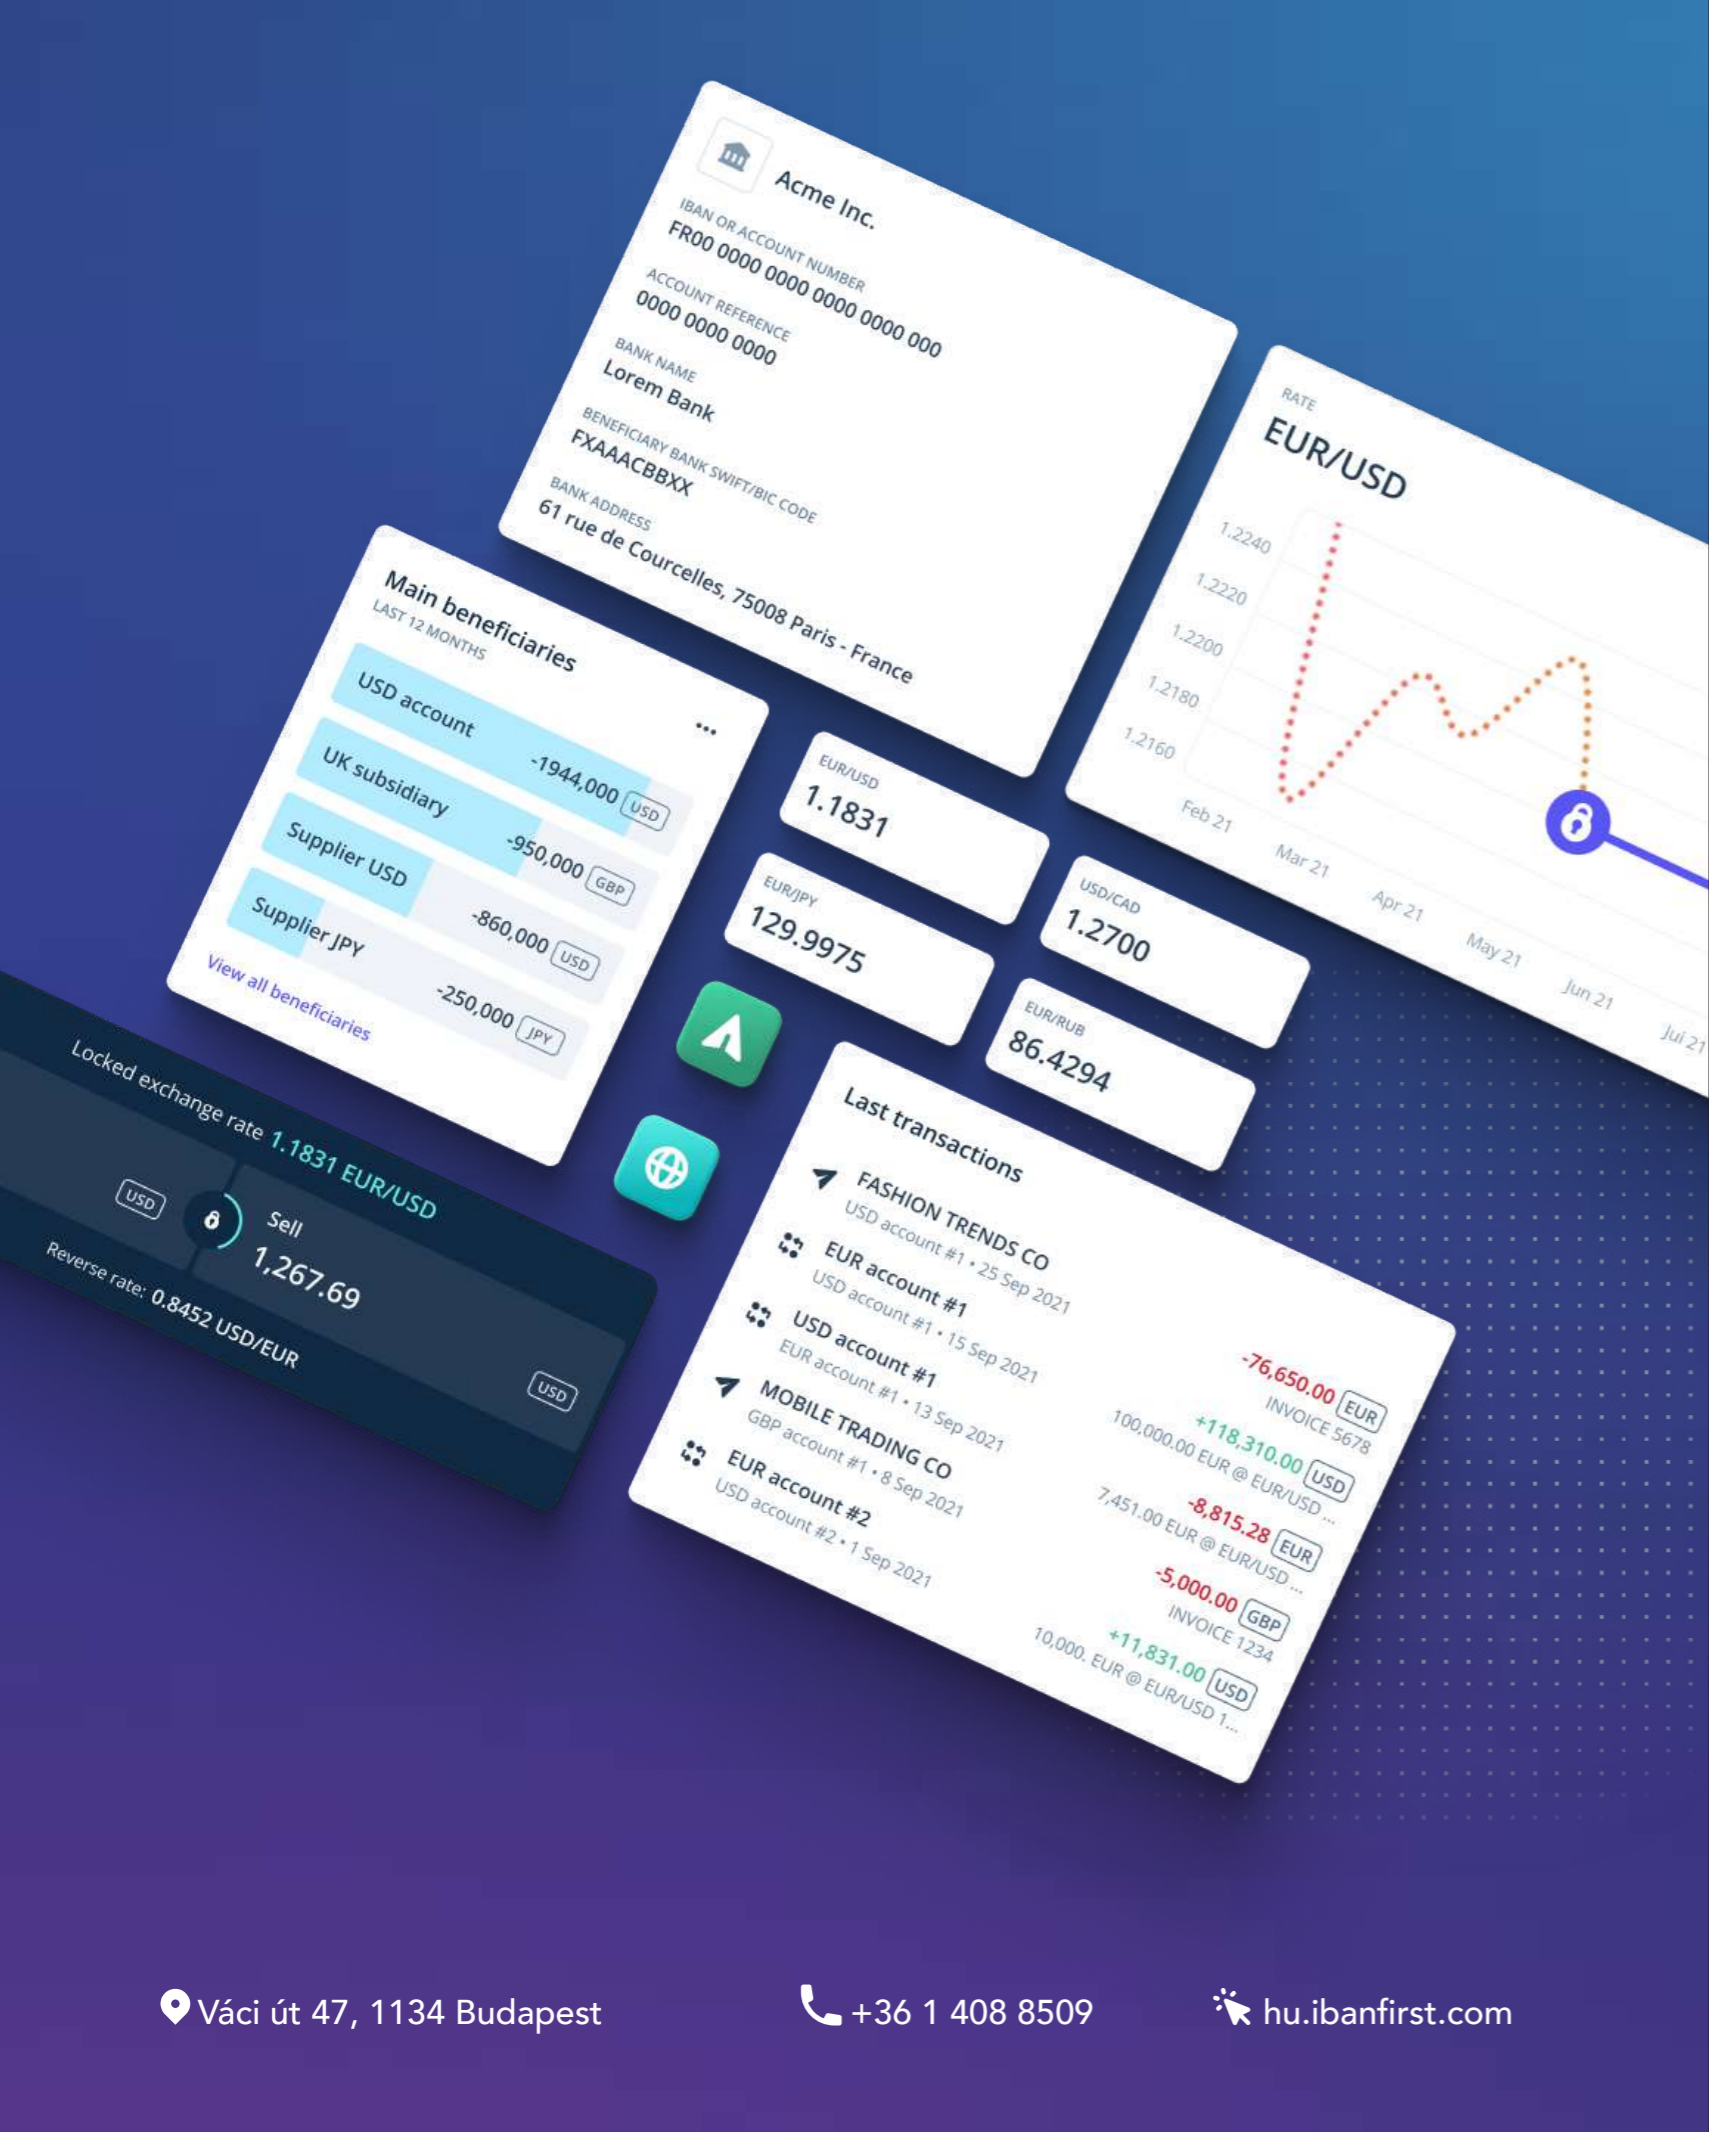 Acme Inc.
IBAN OR ACCOUNT NUMBER
FR00 0000 0000 0000 0000 000
ACCOUNT REFERENCE
0000 0000 0000
BANK NAME
Lorem Bank
BENEFICIARY BANK SWIFT/BIC CODE
FXAAACBBXX
BANK ADDRESS
61 rue de Courcelles, 75008 Paris - France
RATE
EUR/USD
1.2240
1.2220
1.2200
1.2180
1.2160
Feb 21
Mar 21
Apr 21
May 21
Jun 21
Jui 21
Main beneficiaries
LAST 12 MONTHS
...
USD account -1944,000 USD
UK subsidiary -950,000 GBP
Supplier USD -860,000 USD
Supplier JPY -250,000 JPY
View all beneficiaries
EUR/USD
1.1831
EUR/JPY
129.9975
USD/CAD
1.2700
EUR/RUB
86.4294
Locked exchange rate 1.1831 EUR/USD
USD
Sell
1,267.69
USD
Reverse rate: 0.8452 USD/EUR
Last transactions
FASHION TRENDS CO -76,650.00 EUR
USD account #1 • 25 Sep 2021 INVOICE 5678
EUR account #1 +118,310.00 USD
USD account #1 • 15 Sep 2021 100,000.00 EUR @ EUR/USD ...
USD account #1 -8,815.28 EUR
EUR account #1 • 13 Sep 2021 7,451.00 EUR @ EUR/USD ...
MOBILE TRADING CO -5,000.00 GBP
GBP account #1 • 8 Sep 2021 INVOICE 1234
EUR account #2 +11,831.00 USD
USD account #2 • 1 Sep 2021 10,000. EUR @ EUR/USD 1...
Váci út 47, 1134 Budapest
+36 1 408 8509
hu.ibanfirst.com